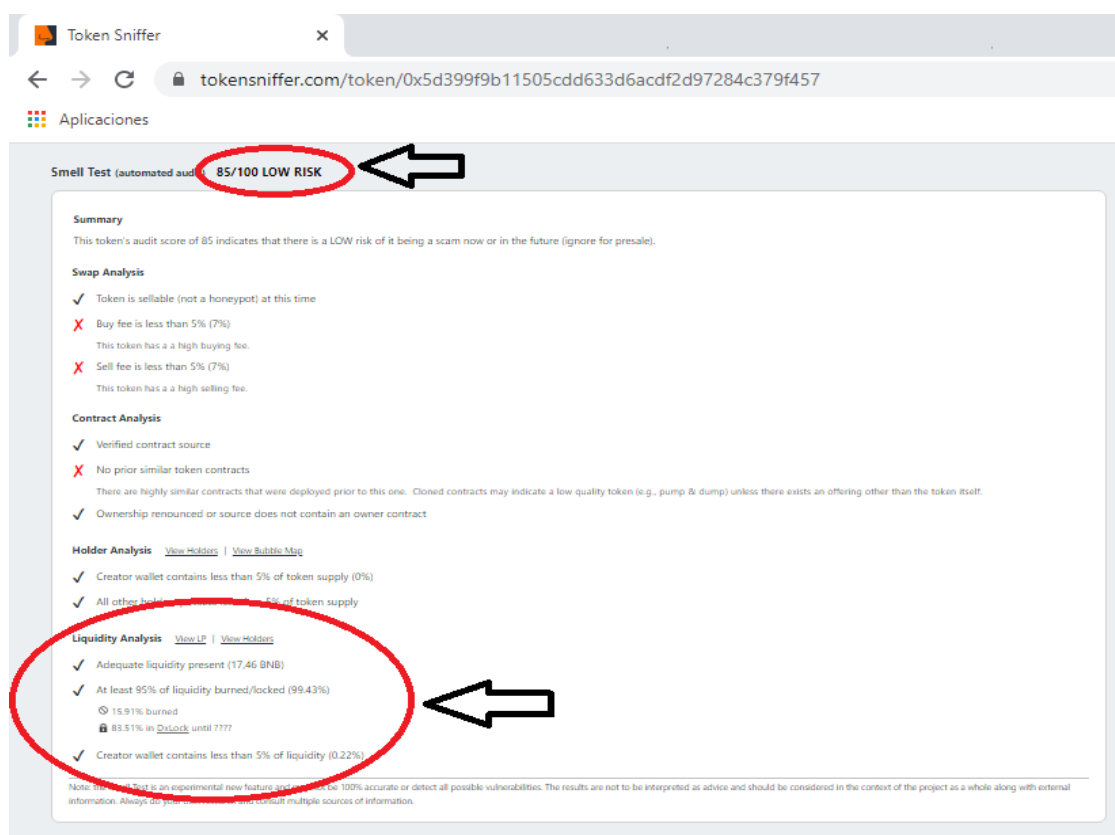 Token Sniffer
tokensniffer.com/token/0x5d399f9b11505cdd633d6acdf2d97284c379f457
Aplicaciones
Smell Test (automated aud 85/100 LOW RISK
Summary
This token's audit score of 85 indicates that there is a LOW risk of it being a scam now or in the future (ignore for presale).
Swap Analysis
Token is sellable (not a honeypot) at this time
Buy fee is less than 5% (7%)
This token has a a high buying fee.
Sell fee is less than 5% (7%)
This token has a a high selling fee.
Contract Analysis
Verified contract source
No prior similar token contracts
There are highly similar contracts that were deployed prior to this one. Cloned contracts may indicate a low quality token (e.g., pump & dump) unless there exists an offering other than the token itself.
Ownership renounced or source does not contain an owner contract
Holder Analysis View Holders | View Bubble Map
Creator wallet contains less than 5% of token supply (0%)
All other 5% of token supply
Liquidity Analysis View LP | View Holders
Adequate liquidity present (17,46 BNB)
At least 95% of liquidity burned/locked (99.43%)
15.91% burned
83.51% in DxLock until ????
Creator wallet contains less than 5% of liquidity (0.22%)
Note: the Smell Test is an experimental new feature and be 100% accurate or detect all possible vulnerabilities. The results are not to be interpreted as advice and should be considered in the context of the project as a whole along with external
information. Always do consult multiple sources of information.